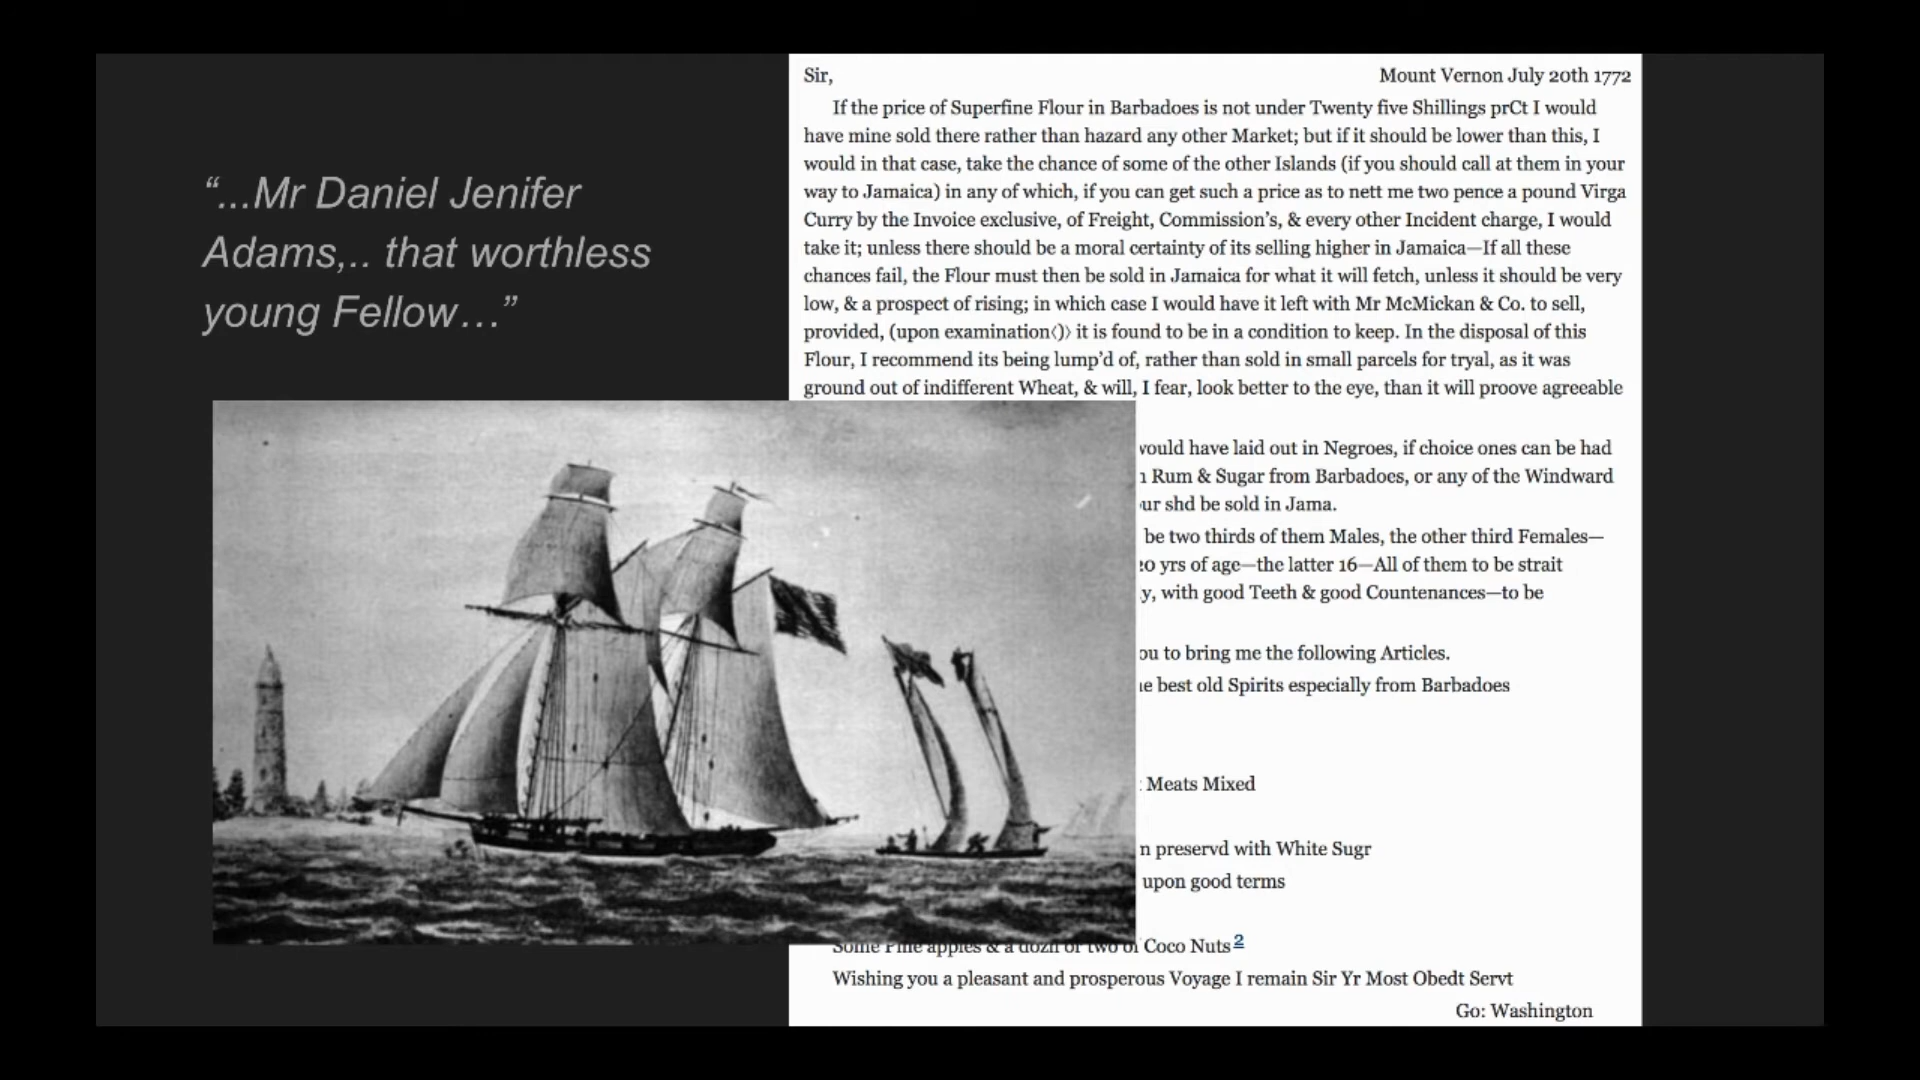 “...Mr Daniel Jenifer
Adams,.. that worthless
young Fellow…”
Sir,
Mount Vernon July 20th 1772
If the price of Superfine Flour in Barbadoes is not under Twenty five Shillings prCt I would
have mine sold there rather than hazard any other Market; but if it should be lower than this, I
would in that case, take the chance of some of the other Islands (if you should call at them in your
way to Jamaica) in any of which, if you can get such a price as to nett me two pence a pound Virga
Curry by the Invoice exclusive, of Freight, Commission’s, & every other Incident charge, I would
take it; unless there should be a moral certainty of its selling higher in Jamaica—If all these
chances fail, the Flour must then be sold in Jamaica for what it will fetch, unless it should be very
low, & a prospect of rising; in which case I would have it left with Mr McMickan & Co. to sell,
provided, (upon examination⟨)⟩ it is found to be in a condition to keep. In the disposal of this
Flour, I recommend its being lump’d of, rather than sold in small parcels for tryal, as it was
ground out of indifferent Wheat, & will, I fear, look better to the eye, than it will proove agreeable
would have laid out in Negroes, if choice ones can be had
Rum & Sugar from Barbadoes, or any of the Windward
shd be sold in Jama.
be two thirds of them Males, the other third Females—
yrs of age—the latter 16—All of them to be strait
with good Teeth & good Countenances—to be
to bring me the following Articles.
best old Spirits especially from Barbadoes
Meats Mixed
preservd with White Sugr
upon good terms
Some Pine apples & a dozn or two of Coco Nuts2
Wishing you a pleasant and prosperous Voyage I remain Sir Yr Most Obedt Servt
Go: Washington